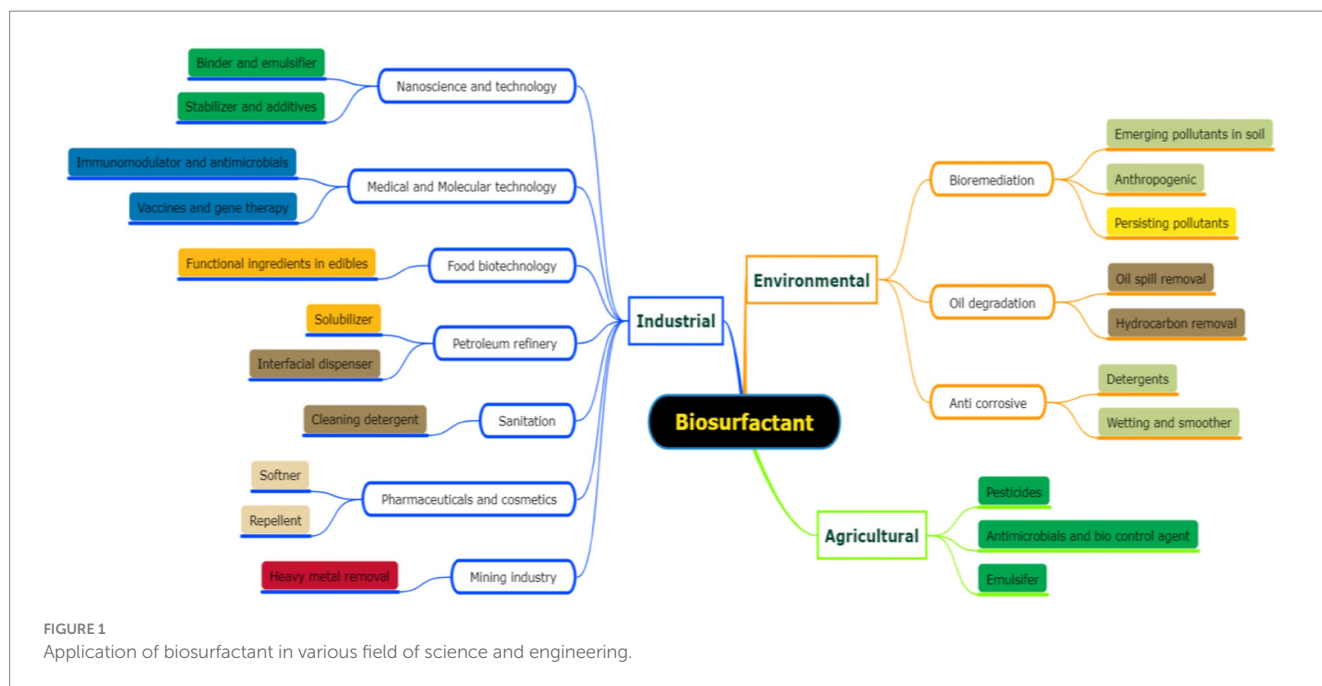 Binder and emulsifier
Stabilizer and additives
Nanoscience and technology
Immunomodulator and antimicrobials
Vaccines and gene therapy
Medical and Molecular technology
Functional ingredients in edibles
Food biotechnology
Solubilizer
Interfacial dispenser
Petroleum refinery
Cleaning detergent
Sanitation
Softner
Repellent
Pharmaceuticals and cosmetics
Heavy metal removal
Mining industry
Industrial
Biosurfactant
Environmental
Bioremediation
Emerging pollutants in soil
Anthropogenic
Persisting pollutants
Oil degradation
Oil spill removal
Hydrocarbon removal
Anti corrosive
Detergents
Wetting and smoother
Agricultural
Pesticides
Antimicrobials and bio control agent
Emulsifer
FIGURE 1
Application of biosurfactant in various field of science and engineering.